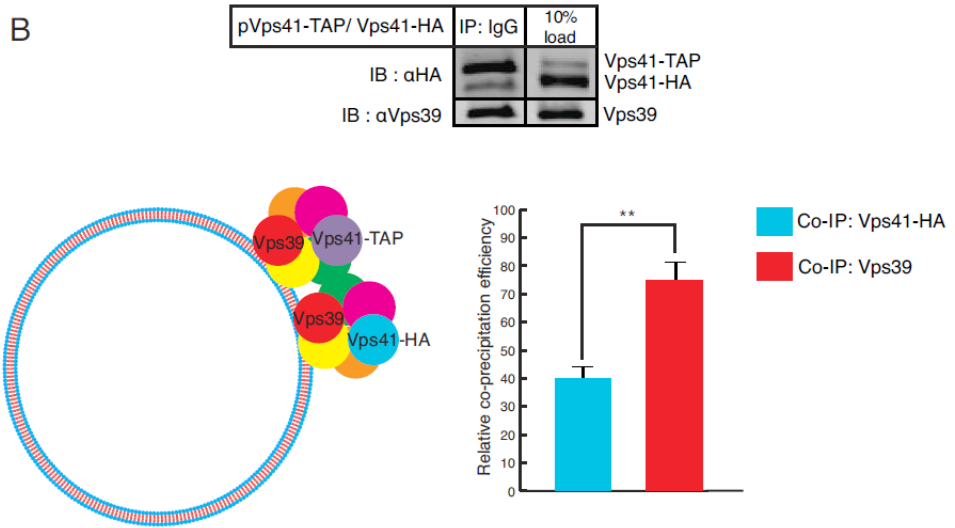 B
pVps41-TAP/ Vps41-HA IP: IgG 10% load
IB : αHA
Vps41-TAP
Vps41-HA
IB : αVps39 Vps39
Vps39 Vps41-TAP
Vps39
Vps41-HA
Relative co-precipitation efficiency
100
90
80
70
60
50
40
30
20
10
0
**
Co-IP: Vps41-HA
Co-IP: Vps39